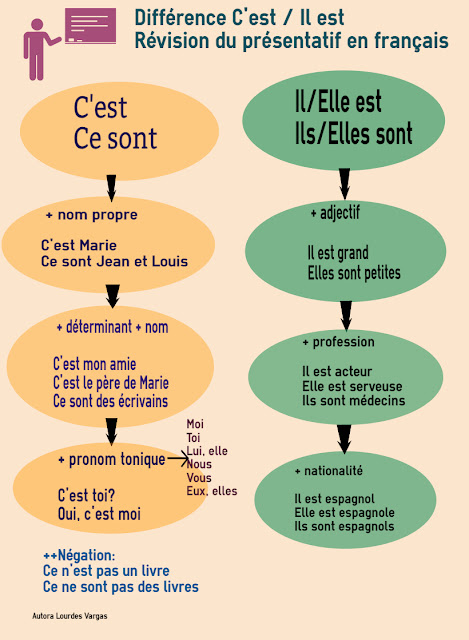 Différence C'est / Il est
Révision du présentatif en français
C'est
Ce sont
+ nom propre
C'est Marie
Ce sont Jean et Louis
+ déterminant + nom
C'est mon amie
C'est le père de Marie
Ce sont des écrivains
+ pronom tonique
C'est toi?
Oui, c'est moi
Moi
Toi
Lui, elle
Nous
Vous
Eux, elles
++Négation:
Ce n'est pas un livre
Ce ne sont pas des livres
Il/Elle est
Ils/Elles sont
+ adjectif
Il est grand
Elles sont petites
+ profession
Il est acteur
Elle est serveuse
Ils sont médecins
+ nationalité
Il est espagnol
Elle est espagnole
Ils sont espagnols
Autora Lourdes Vargas